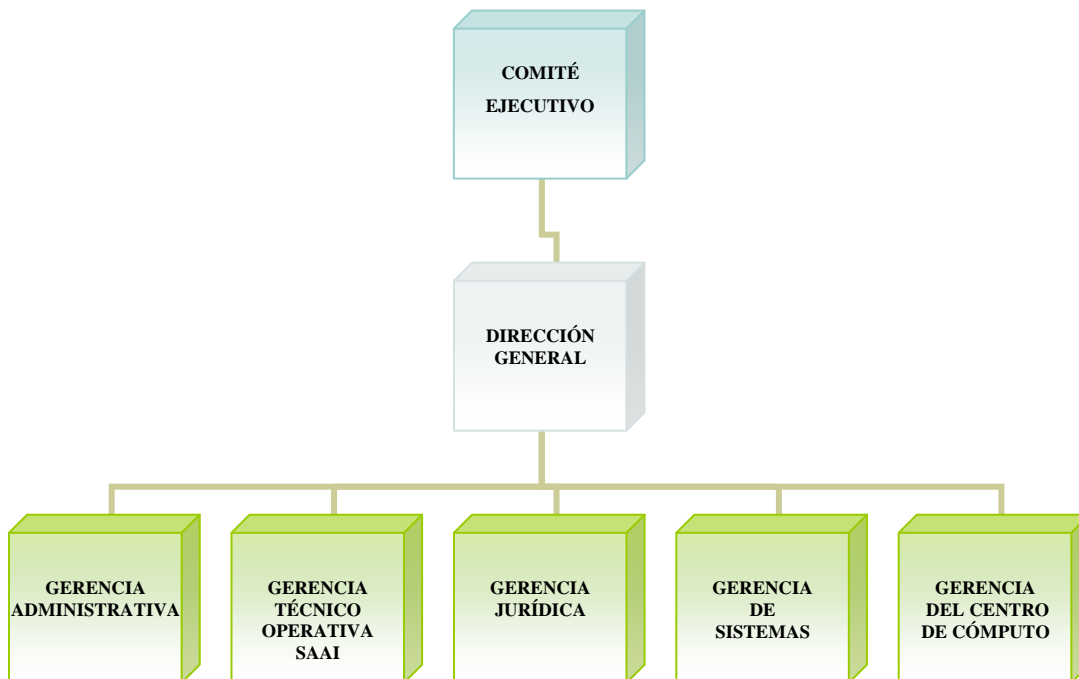 COMITÉ
EJECUTIVO
DIRECCIÓN
GENERAL
GERENCIA
ADMINISTRATIVA
GERENCIA
TÉCNICO
OPERATIVA
SAAI
GERENCIA
JURÍDICA
GERENCIA
DE
SISTEMAS
GERENCIA
DEL CENTRO
DE CÓMPUTO